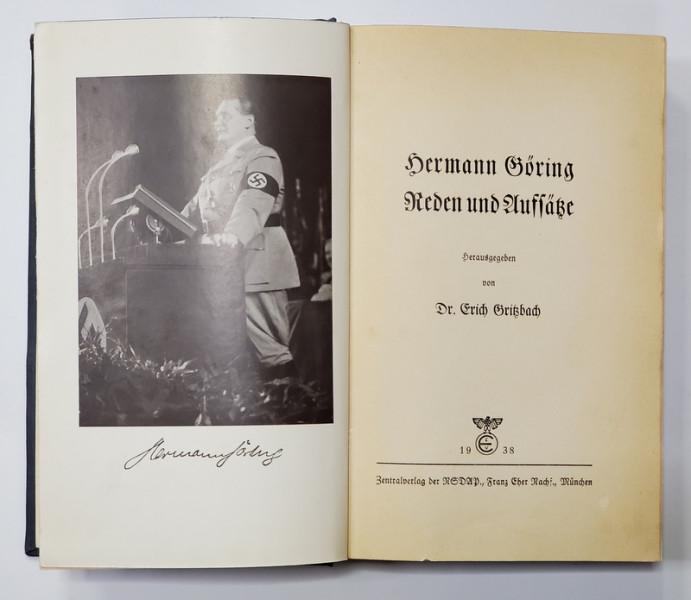 Hermann Göring
Hermann Göring
Reden und Aufsätze
Herausgegeben
von
Dr. Erich Gritzbach
19 38
Zentralverlag der NSDAP., Franz Eher Nachf., München